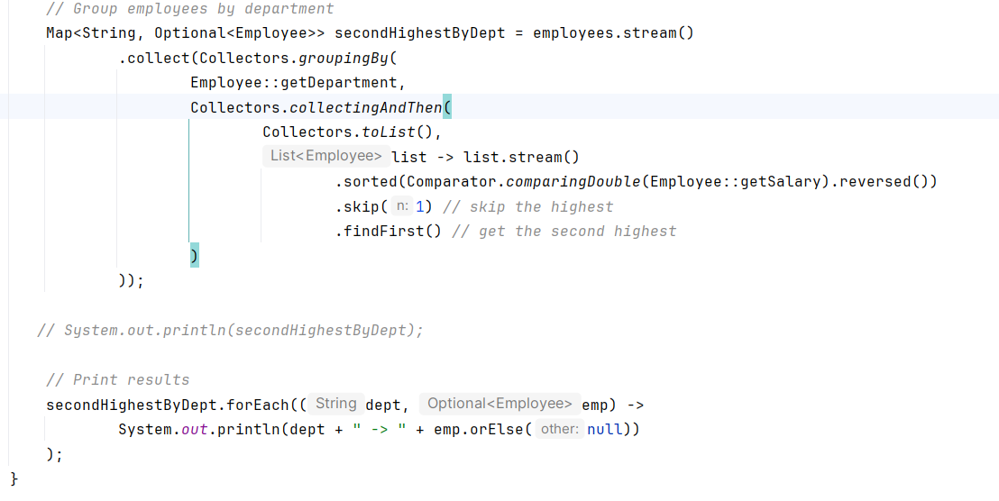 // Group employees by department
Map<String, Optional<Employee>> secondHighestByDept = employees.stream()
.collect(Collectors.groupingBy(
Employee::getDepartment,
Collectors.collectingAndThen(
Collectors.toList(),
List<Employee> list -> list.stream()
.sorted(Comparator.comparingDouble(Employee::getSalary).reversed())
.skip( n: 1) // skip the highest
.findFirst() // get the second highest
)
));
// System.out.println(secondHighestByDept);
// Print results
secondHighestByDept.forEach(( String dept, Optional<Employee> emp) ->
System.out.println(dept + " -> " + emp.orElse( other: null))
);
}